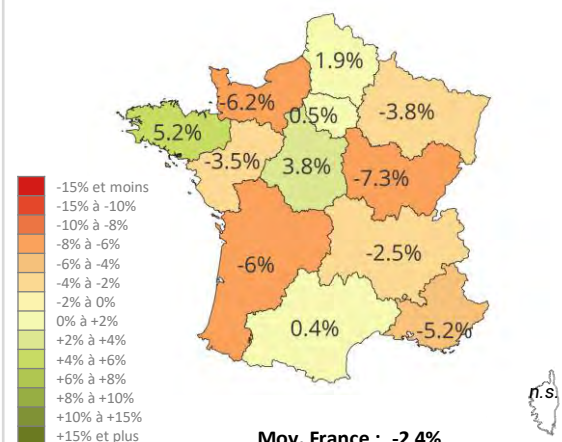 1.9%
-6.2%
0.5%
-3.8%
5.2%
-3.5%
3.8%
-7.3%
-15% et moins
-15% à -10%
-10% à -8%
-8% à -6%
-6% à -4%
-4% à -2%
-2% à 0%
0% à +2%
+2% à +4%
+4% à +6%
+6% à +8%
+8% à +10%
+10% à +15%
+15% et plus
-2.5%
-6%
0.4%
-5.2%
n.s.
Moy. France : -2.4%